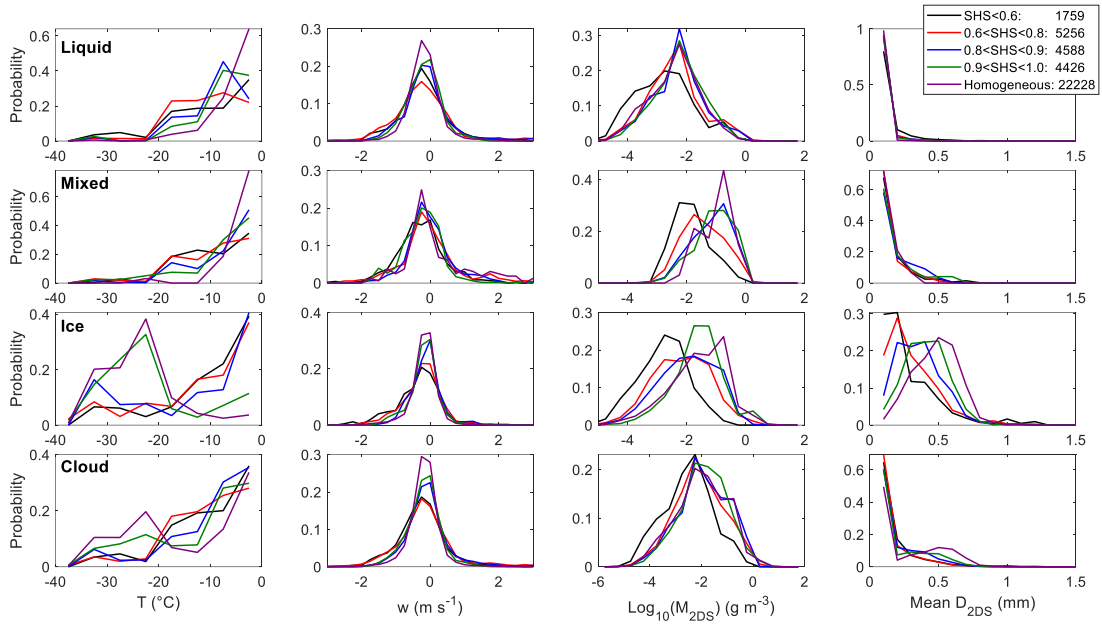 SHS<0.6: 1759
0.6<SHS<0.8: 5256
0.8<SHS<0.9: 4588
0.9<SHS<1.0: 4426
Homogeneous: 22228
Liquid
Probability
0 0.2 0.4 0.6
-40 -30 -20 -10 0
0 0.1 0.2 0.3
-2 0 2
0 0.1 0.2 0.3
-6 -4 -2 0 2
0 0.5 1
0 0.5 1 1.5
Mixed
Probability
0 0.2 0.4 0.6
-40 -30 -20 -10 0
0 0.1 0.2 0.3
-2 0 2
0 0.2 0.4
-4 -2 0 2
0 0.2 0.4 0.6
0 0.5 1 1.5
Ice
Probability
0 0.2 0.4
-40 -30 -20 -10 0
0 0.2 0.4
-2 0 2
0 0.1 0.2 0.3
-6 -4 -2 0 2
0 0.1 0.2 0.3
0 0.5 1 1.5
Cloud
Probability
0 0.2 0.4
-40 -30 -20 -10 0
0 0.1 0.2 0.3
-2 0 2
0 0.1 0.2
-6 -4 -2 0 2
0 0.2 0.4 0.6
0 0.5 1 1.5
T (°C)
w (m s⁻¹)
Log₁₀(M₂DS) (g m⁻³)
Mean D₂DS (mm)